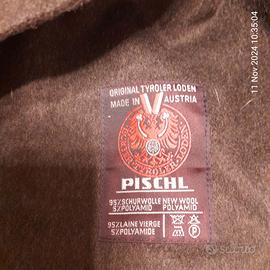 ORIGINAL TYROLER LODEN
MADE IN AUSTRIA
PISCHL
95% SCHURWOLLE NEW WOOL
5% POLYAMID POLYAMID
95% LAINE VIERGE
5% POLYAMIDE
P
11 Nov 2024 10:35:04
subito